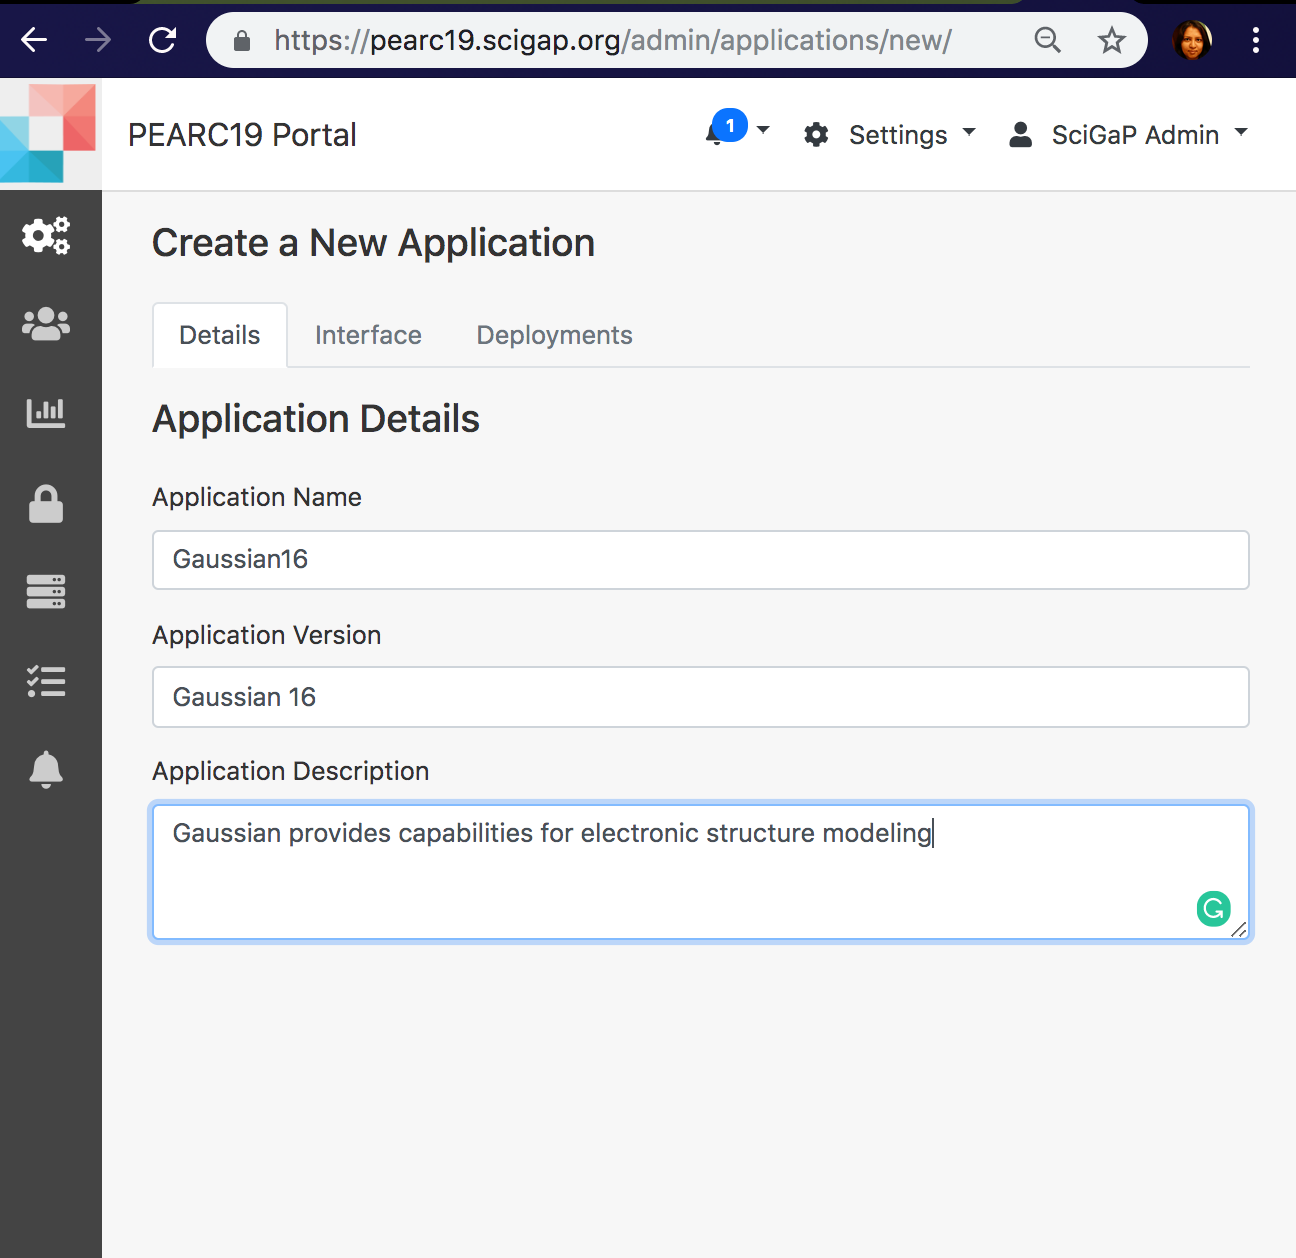 https://pearc19.scigap.org/admin/applications/new/
PEARC19 Portal
1
Settings
SciGaP Admin
Create a New Application
Details
Interface
Deployments
Application Details
Application Name
Gaussian16
Application Version
Gaussian 16
Application Description
Gaussian provides capabilities for electronic structure modeling
G